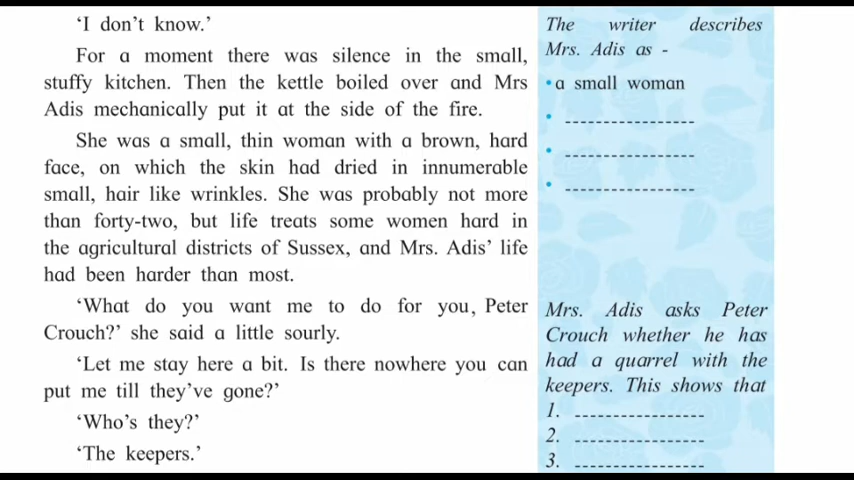 ‘I don’t know.’
For a moment there was silence in the small,
stuffy kitchen. Then the kettle boiled over and Mrs
Adis mechanically put it at the side of the fire.
She was a small, thin woman with a brown, hard
face, on which the skin had dried in innumerable
small, hair like wrinkles. She was probably not more
than forty-two, but life treats some women hard in
the agricultural districts of Sussex, and Mrs. Adis’ life
had been harder than most.
‘What do you want me to do for you, Peter
Crouch?’ she said a little sourly.
‘Let me stay here a bit. Is there nowhere you can
put me till they’ve gone?’
‘Who’s they?’
‘The keepers.’
The writer describes
Mrs. Adis as -
• a small woman
• ----------------
• ----------------
• ----------------
Mrs. Adis asks Peter
Crouch whether he has
had a quarrel with the
keepers. This shows that
1. ----------------
2. ----------------
3. ----------------